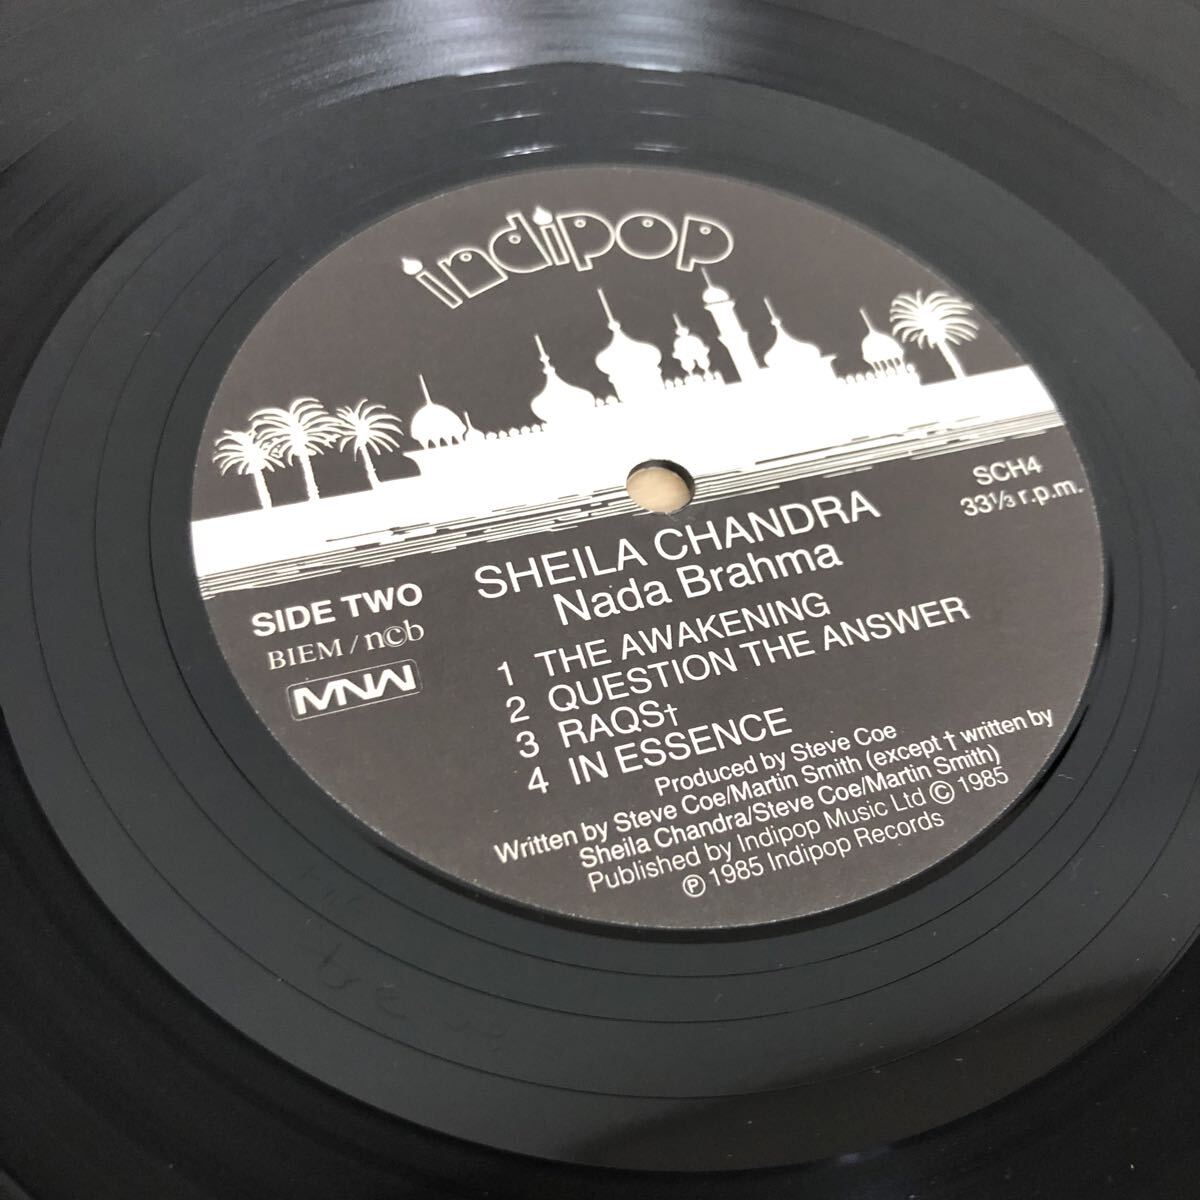 indipop
SCH4
33⅓ r.p.m.
SIDE TWO
BIEM / n©b
MNW
SHEILA CHANDRA
Nada Brahma
1 THE AWAKENING
2 QUESTION THE ANSWER
3 RAQS†
4 IN ESSENCE
Produced by Steve Coe
Written by Steve Coe/Martin Smith (except † written by
Sheila Chandra/Steve Coe/Martin Smith)
Published by Indipop Music Ltd © 1985
℗ 1985 Indipop Records